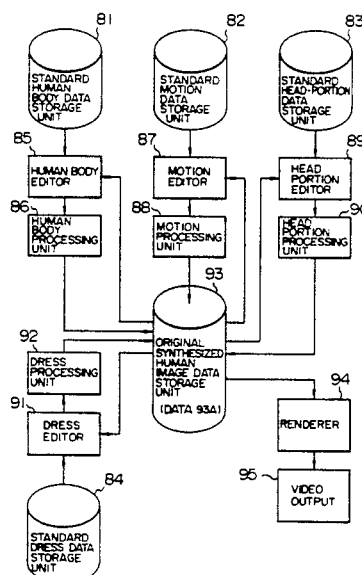 81
82
83
STANDARD
HUMAN
BODY DATA
STORAGE
UNIT
STANDARD
MOTION DATA
STORAGE
UNIT
STANDARD
HEAD-PORTION
DATA
STORAGE
UNIT
85
HUMAN BODY
EDITOR
87
MOTION EDITOR
89
HEAD
PORTION
EDITOR
86
HUMAN
BODY
PROCESSING
UNIT
88
MOTION
PROCESSING
UNIT
90
HEAD
PORTION
PROCESSING
UNIT
93
ORIGINAL
SYNTHESIZED
HUMAN
IMAGE DATA
STORAGE
UNIT
(DATA 93A)
92
DRESS
PROCESSING
UNIT
91
DRESS EDITOR
84
STANDARD
DRESS DATA
STORAGE
UNIT
94
RENDERER
95
VIDEO
OUTPUT